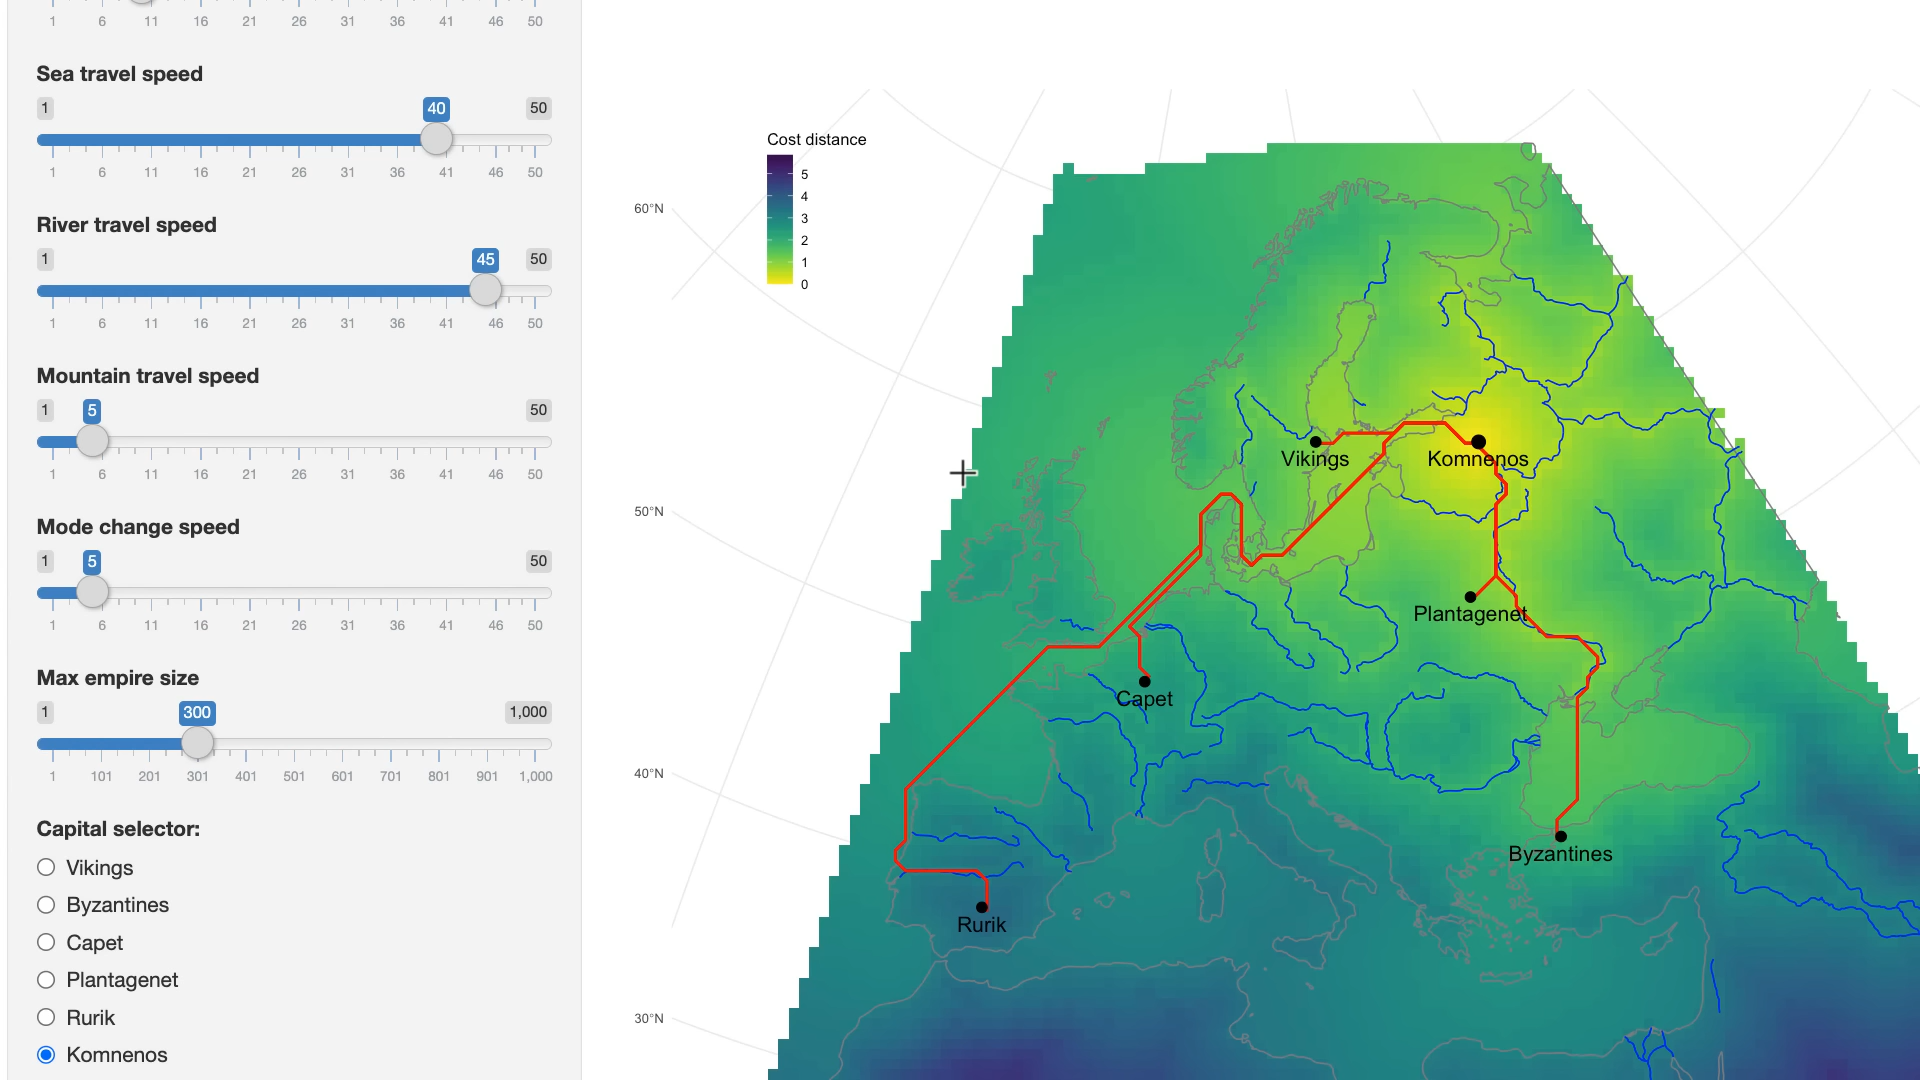 1 6 11 16 21 26 31 36 41 46 50
Sea travel speed
1 40 50
1 6 11 16 21 26 31 36 41 46 50
River travel speed
1 45 50
1 6 11 16 21 26 31 36 41 46 50
Mountain travel speed
1 5 50
1 6 11 16 21 26 31 36 41 46 50
Mode change speed
1 5 50
1 6 11 16 21 26 31 36 41 46 50
Max empire size
1 300 1,000
1 101 201 301 401 501 601 701 801 901 1,000
Capital selector:
Vikings
Byzantines
Capet
Plantagenet
Rurik
Komnenos
Cost distance
5
4
3
2
1
0
60°N
50°N
40°N
30°N
Vikings
Komnenos
Plantagenet
Capet
Byzantines
Rurik